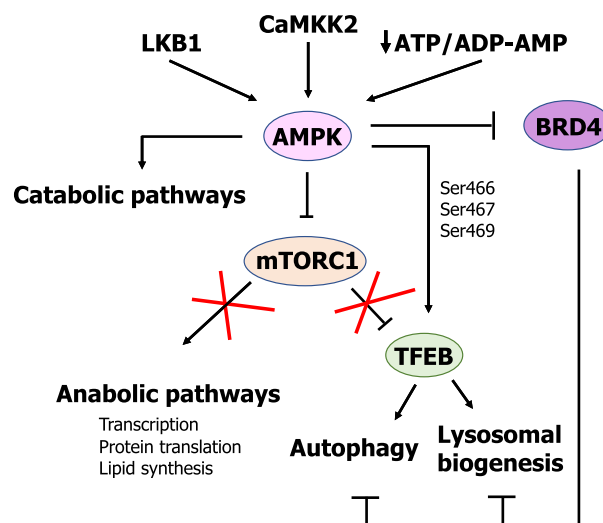 CaMKK2
LKB1
ATP/ADP-AMP
AMPK
BRD4
Catabolic pathways
Ser466
Ser467
Ser469
mTORC1
TFEB
Anabolic pathways
Transcription
Protein translation
Lipid synthesis
Autophagy
Lysosomal
biogenesis